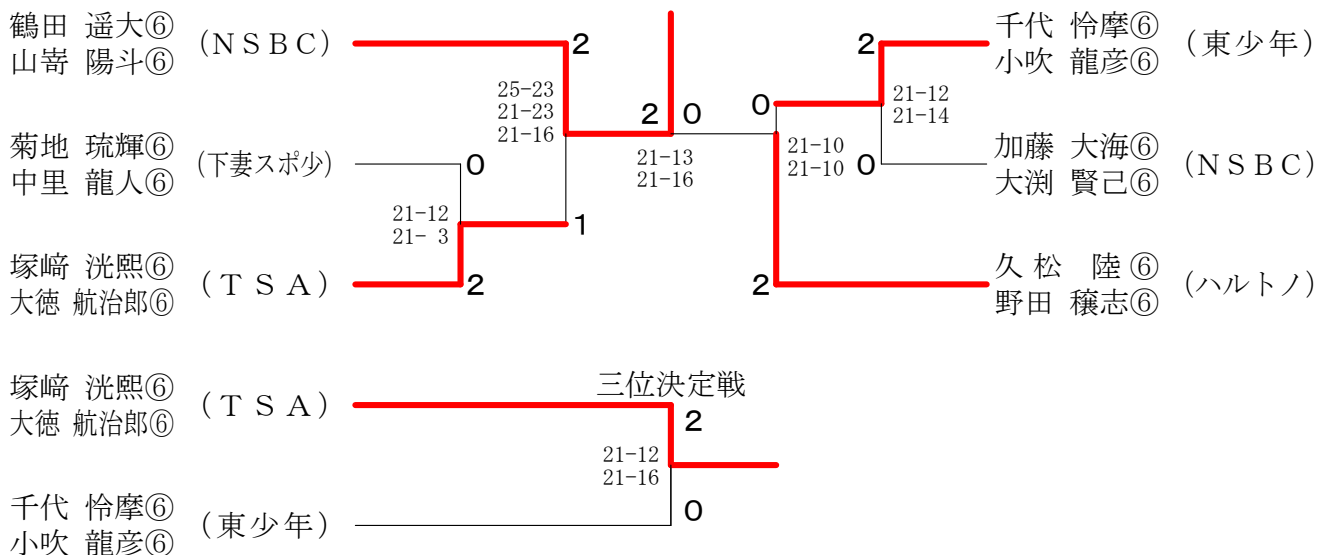 鶴田 遥大⑥
山嵜 陽斗⑥
(NSBC)
2
25-23
21-23
21-16
菊地 琉輝⑥
中里 龍人⑥
(下妻スポ少)
0
21-12
21- 3
1
塚﨑 洸熙⑥
大徳 航治郎⑥
(TSA)
2
2 0
21-13
21-16
千代 怜摩⑥
小吹 龍彦⑥
(東少年)
2
21-12
21-14
0
21-10
21-10
加藤 大海⑥
大渕 賢己⑥
(NSBC)
0
久松 陸⑥
野田 穣志⑥
(ハルトノ)
2
三位決定戦
塚﨑 洸熙⑥
大徳 航治郎⑥
(TSA)
2
21-12
21-16
千代 怜摩⑥
小吹 龍彦⑥
(東少年)
0